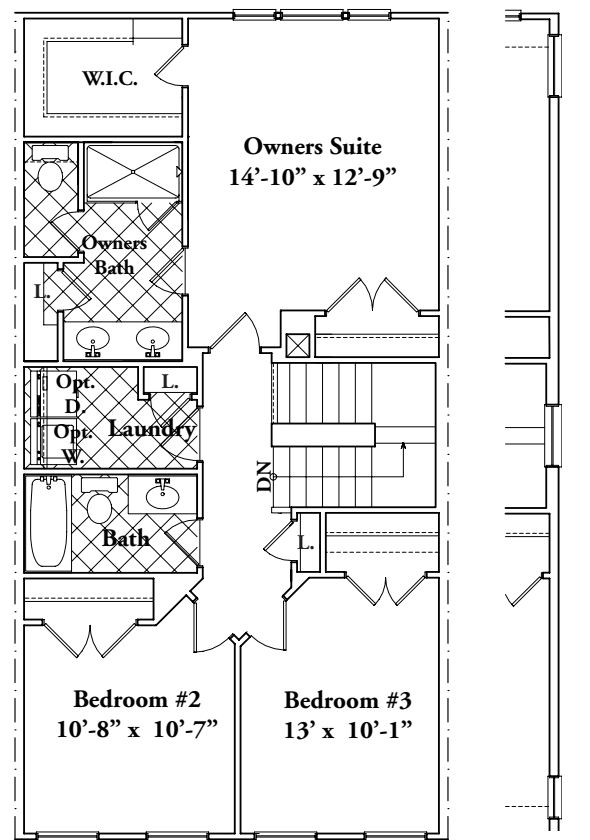 W.I.C.
Owners Suite
14’-10” x 12’-9”
Owners
Bath
L.
Opt.
D.
L.
Laundry
Opt.
W.
DN
Bath
L.
Bedroom #2
10’-8” x 10’-7”
Bedroom #3
13’ x 10’-1”